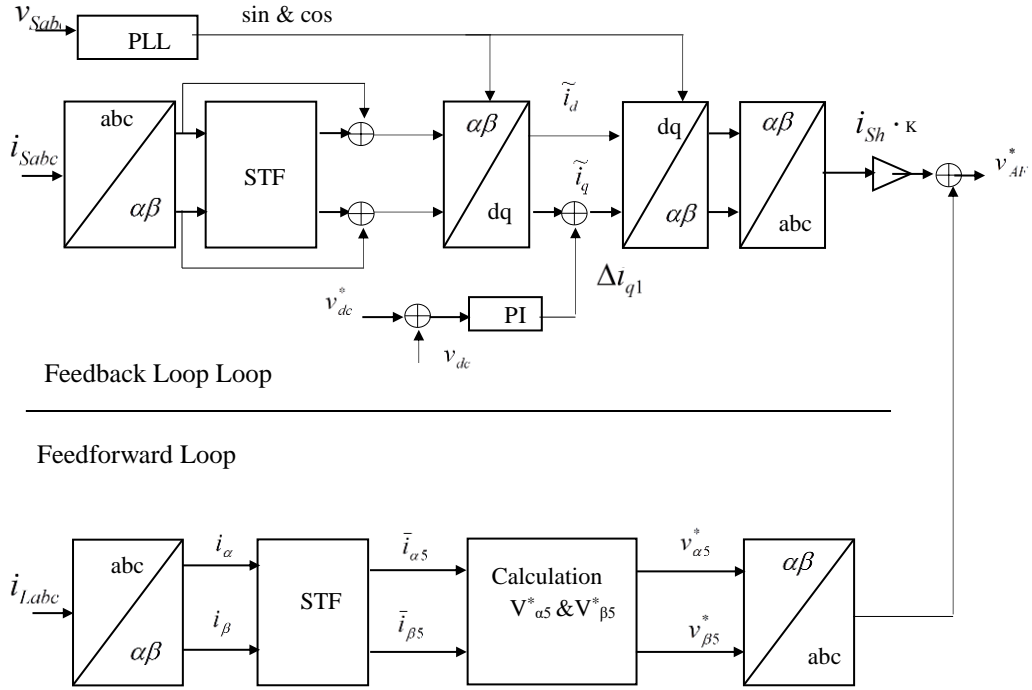 v_Sabc
PLL
sin & cos
i_Sabc
abc
αβ
STF
αβ
dq
ĩ_d
ĩ_q
dq
αβ
αβ
abc
i_Sh · K
v*_AF
Δi_q1
v*_dc
PI
v_dc
Feedback Loop Loop
Feedforward Loop
i_Labc
abc
αβ
i_α
i_β
STF
ī_α5
ī_β5
Calculation
V*_α5 & V*_β5
v*_α5
v*_β5
αβ
abc